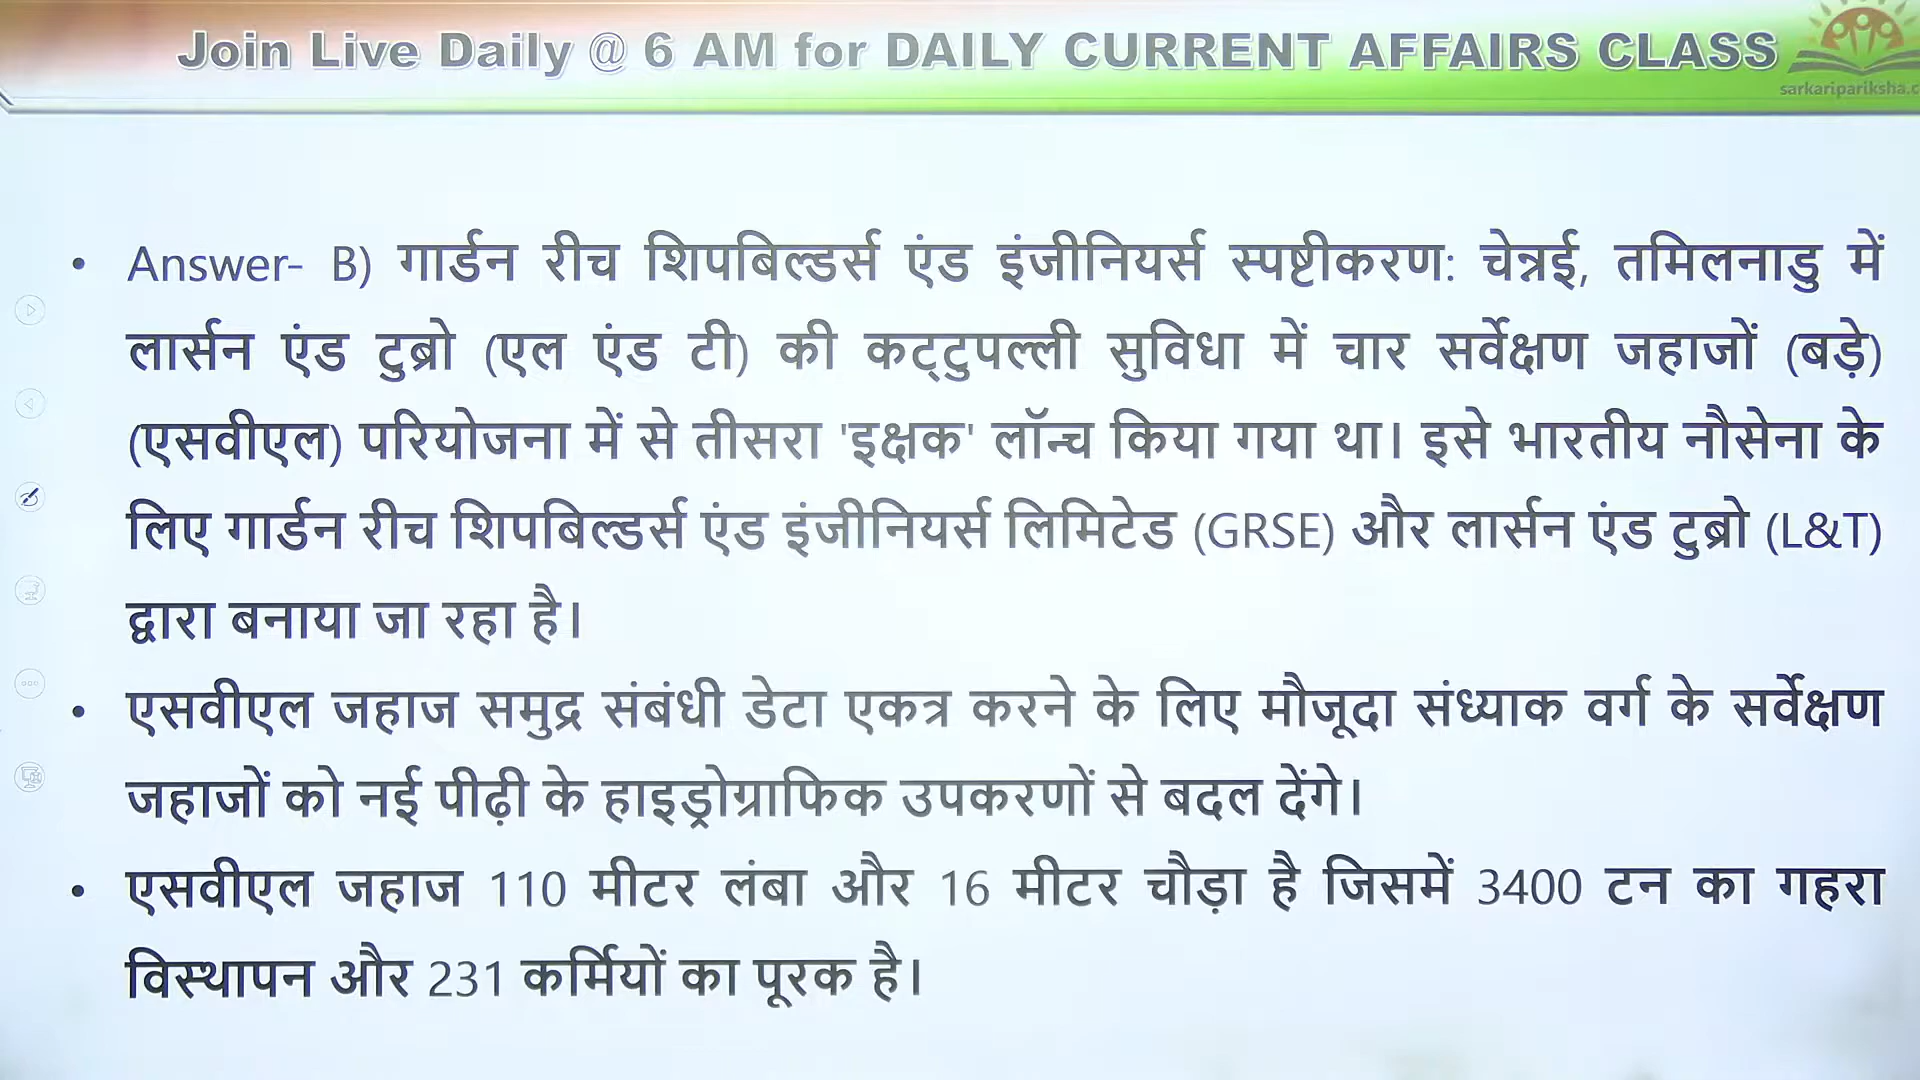 Join Live Daily @ 6 AM for DAILY CURRENT AFFAIRS CLASS
sarkaripariksha.c
• Answer- B) गार्डन रीच शिपबिल्डर्स एंड इंजीनियर्स स्पष्टीकरण: चेन्नई, तमिलनाडु में
लार्सन एंड टुब्रो (एल एंड टी) की कट्टुपल्ली सुविधा में चार सर्वेक्षण जहाजों (बड़े)
(एसवीएल) परियोजना में से तीसरा 'इक्षक' लॉन्च किया गया था। इसे भारतीय नौसेना के
लिए गार्डन रीच शिपबिल्डर्स एंड इंजीनियर्स लिमिटेड (GRSE) और लार्सन एंड टुब्रो (L&T)
द्वारा बनाया जा रहा है।
• एसवीएल जहाज समुद्र संबंधी डेटा एकत्र करने के लिए मौजूदा संध्याक वर्ग के सर्वेक्षण
जहाजों को नई पीढ़ी के हाइड्रोग्राफिक उपकरणों से बदल देंगे।
• एसवीएल जहाज 110 मीटर लंबा और 16 मीटर चौड़ा है जिसमें 3400 टन का गहरा
विस्थापन और 231 कर्मियों का पूरक है।